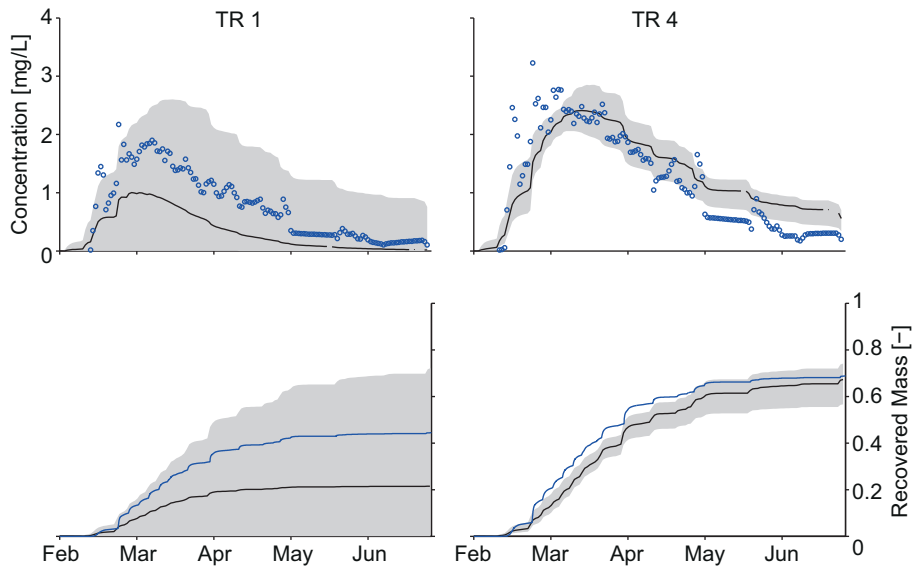 TR 1
TR 4
Concentration [mg/L]
4
3
2
1
0
1
0.8
0.6
0.4
0.2
0
Recovered Mass [−]
Feb Mar Apr May Jun
Feb Mar Apr May Jun